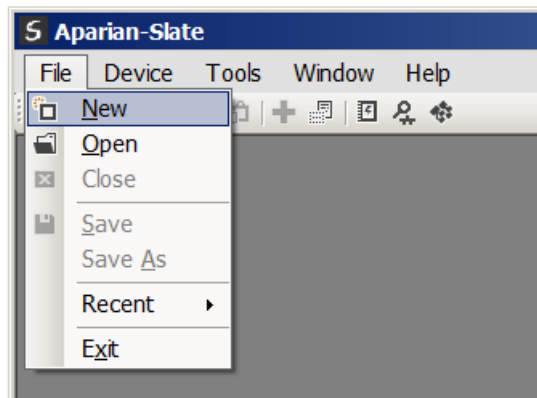 S Aparian-Slate
File Device Tools Window Help
New
Open
Close
Save
Save As
Recent
Exit